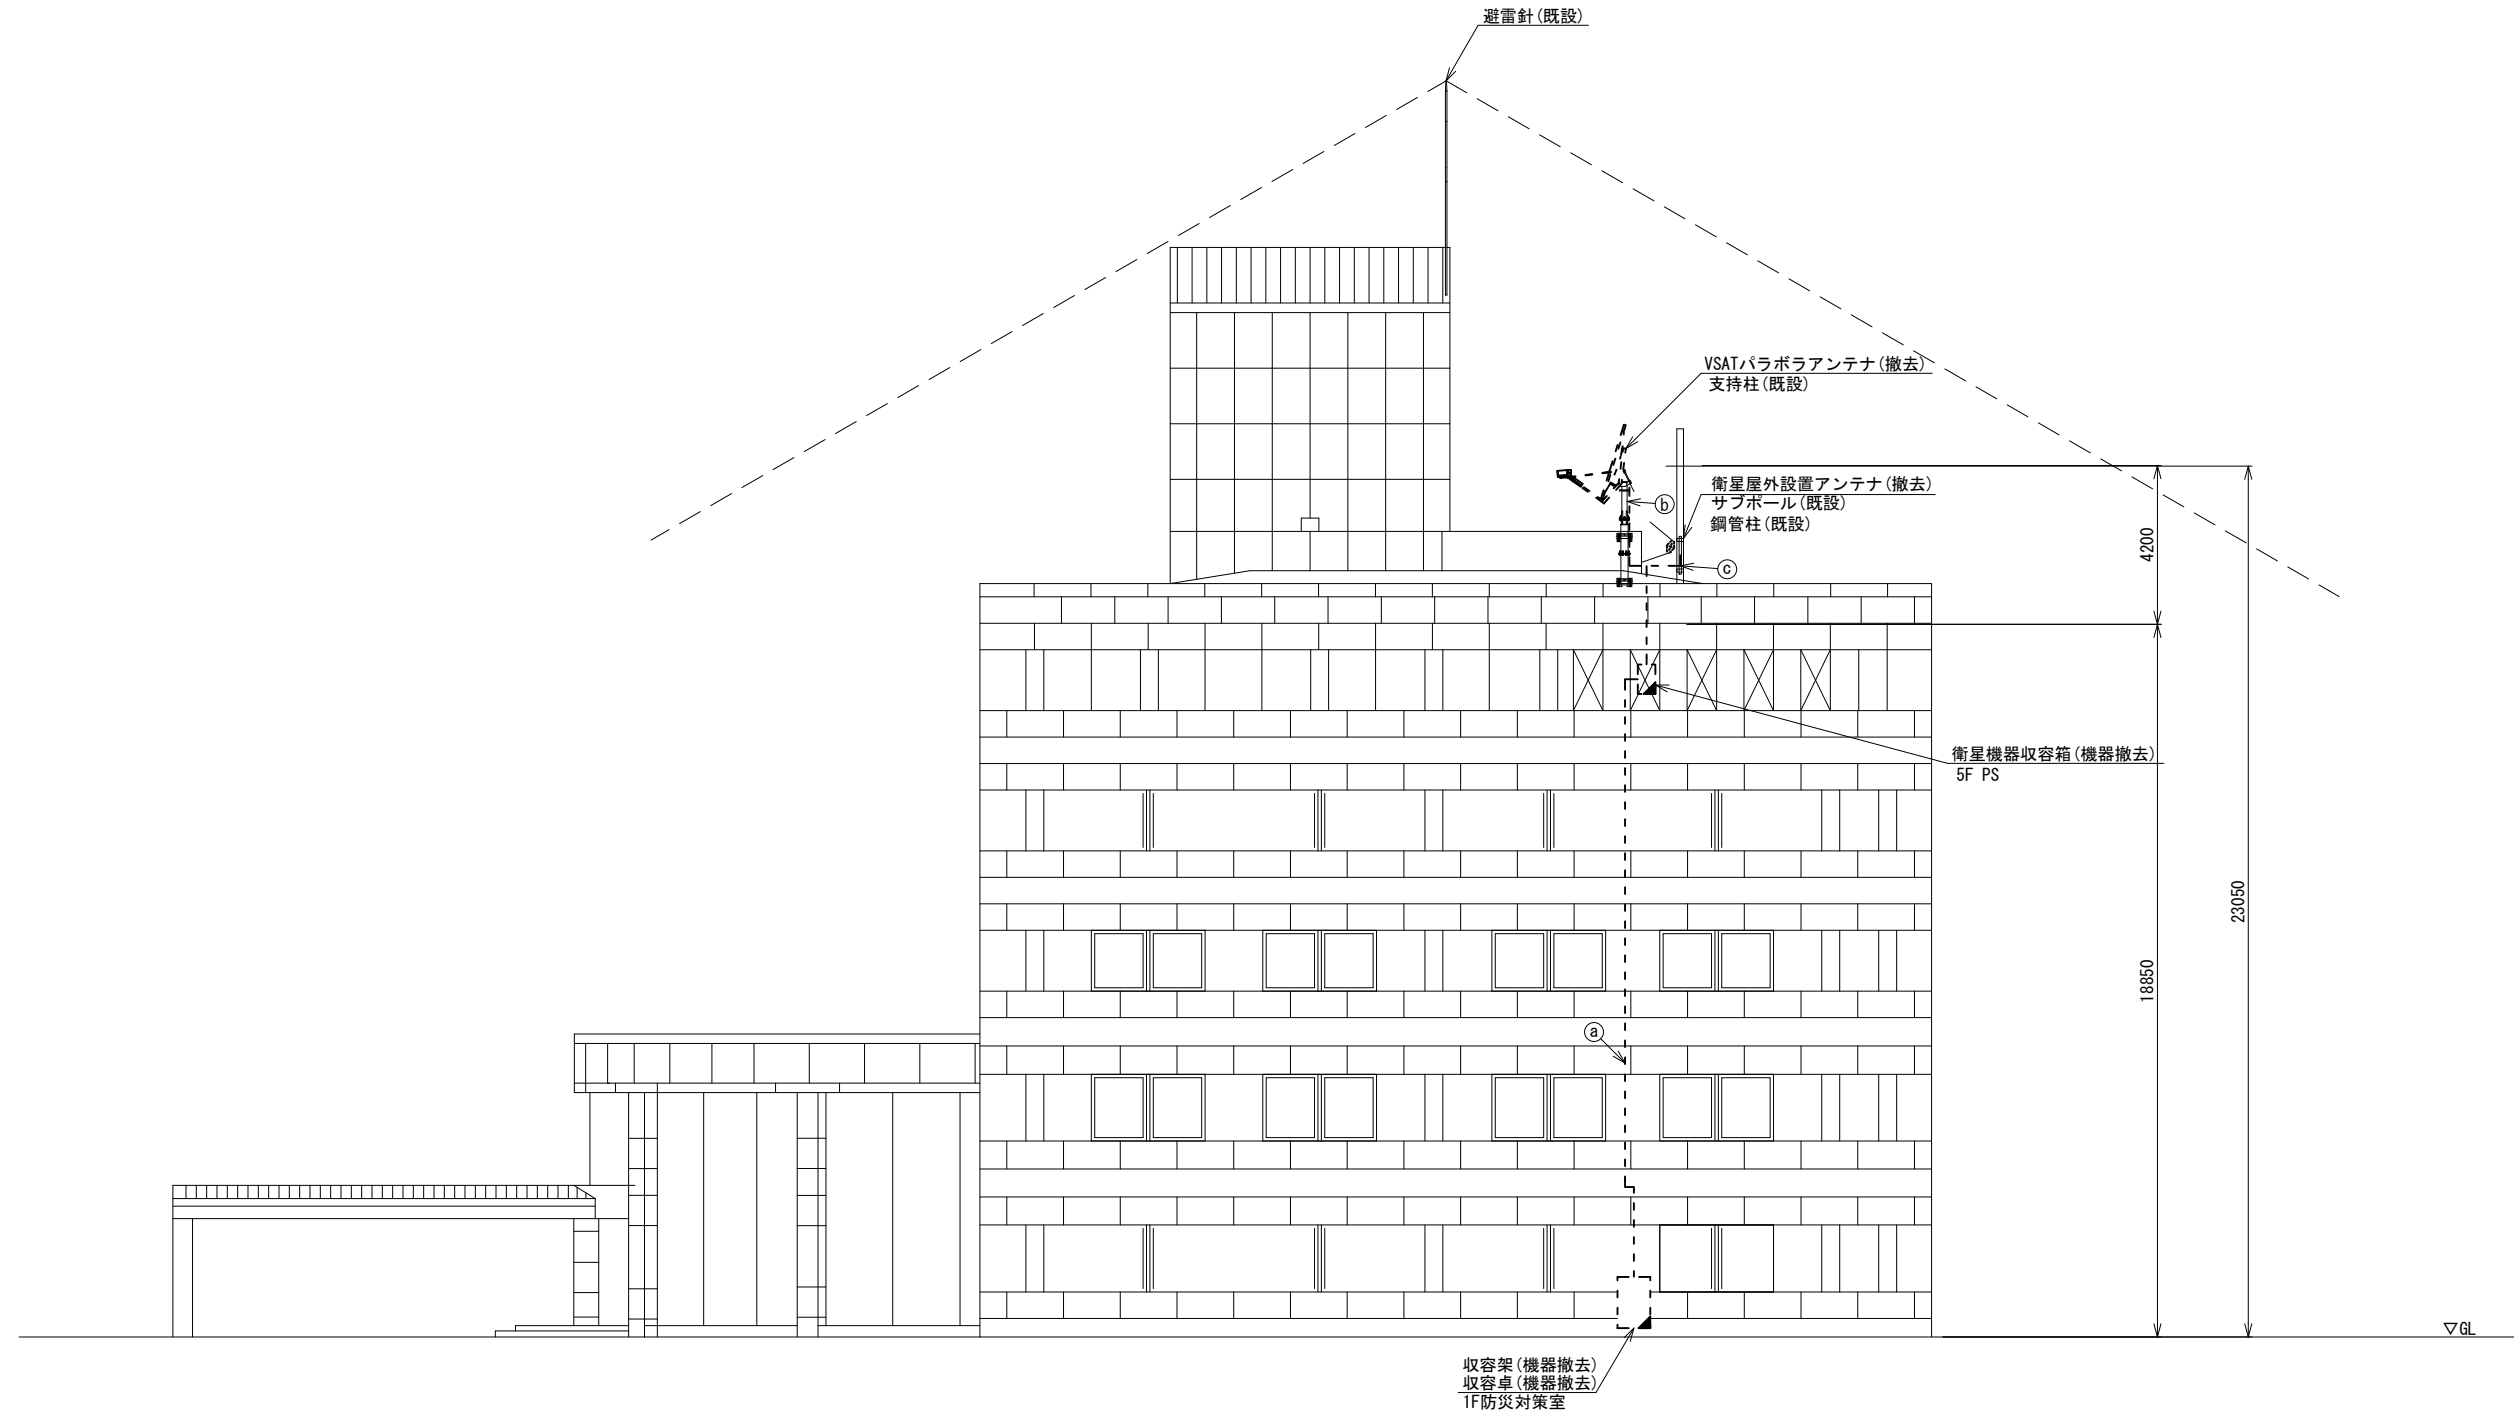 避雷針(既設)
VSATパラボラアンテナ(撤去)
支持柱(既設)
衛星屋外設置アンテナ(撤去)
サブポール(既設)
鋼管柱(既設)
ⓑ
ⓒ
4200
衛星機器収容箱(機器撤去)
5F PS
23050
18850
ⓐ
▽GL
収容架(機器撤去)
収容卓(機器撤去)
1F防災対策室